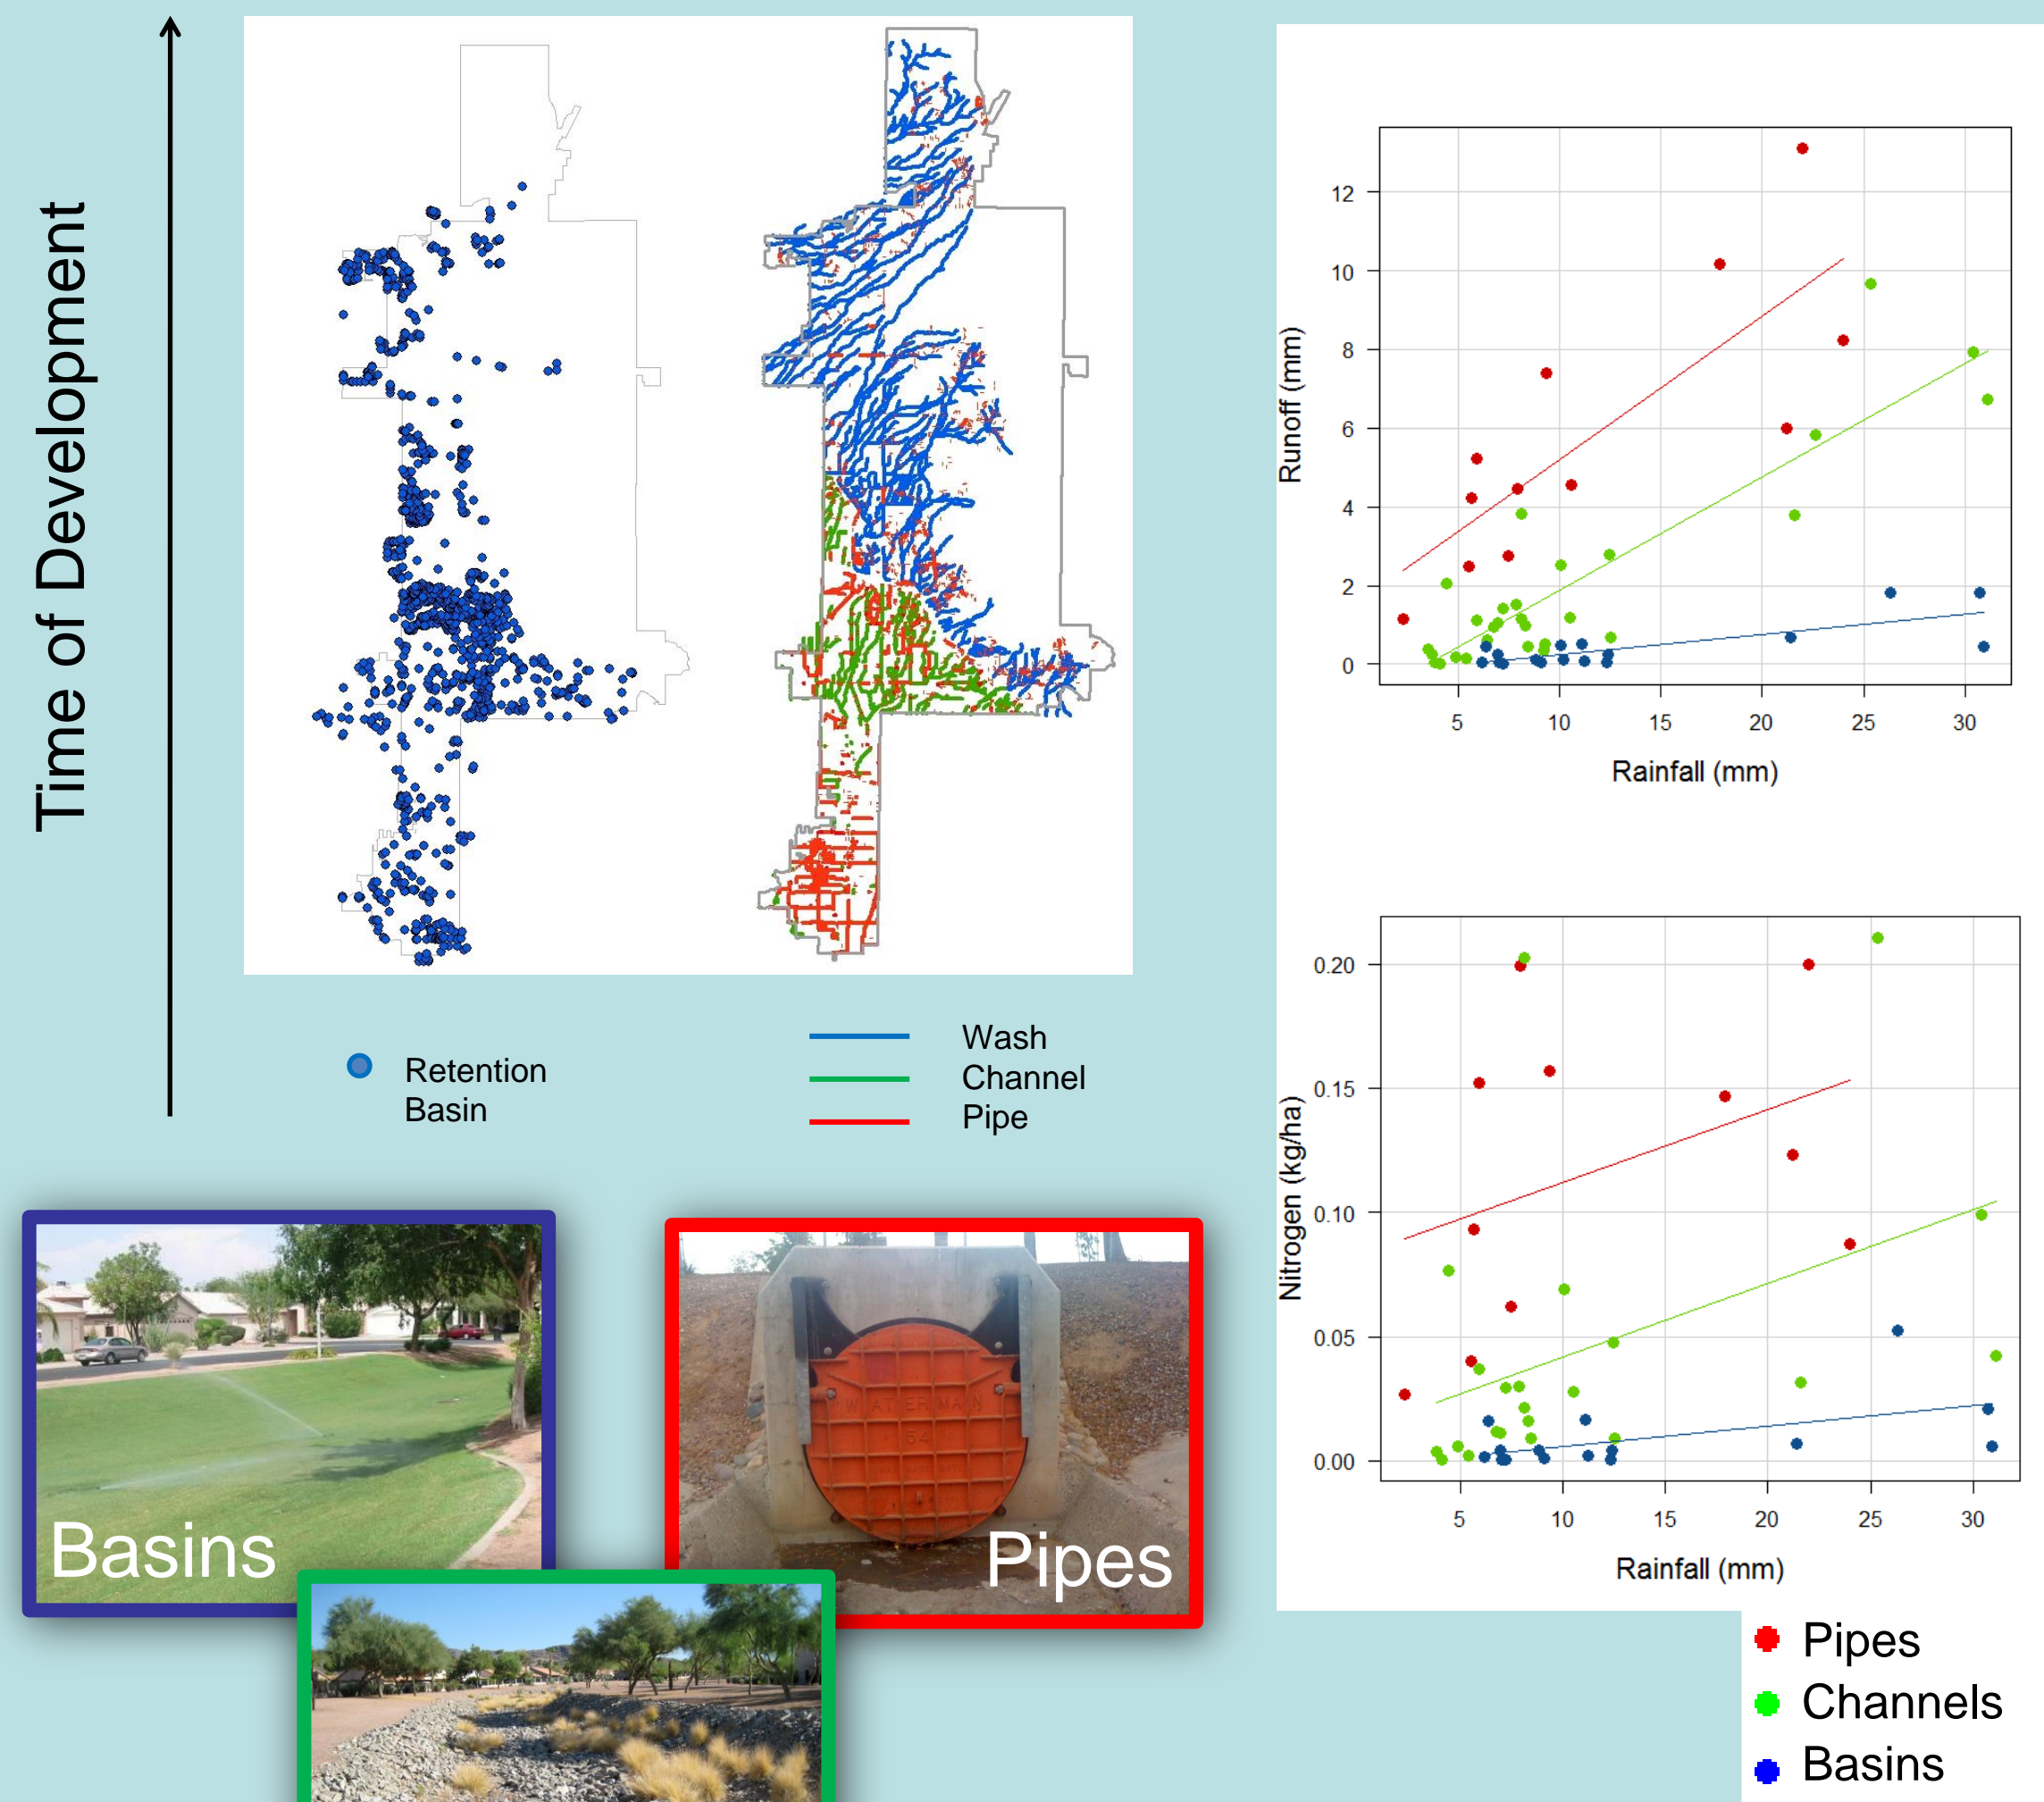 Time of Development
Retention
Basin
Wash
Channel
Pipe
Basins
Pipes
WATERMAN
54
12
10
8
6
4
2
0
Runoff (mm)
5 10 15 20 25 30
Rainfall (mm)
0.20
0.15
0.10
0.05
0.00
Nitrogen (kg/ha)
5 10 15 20 25 30
Rainfall (mm)
Pipes
Channels
Basins